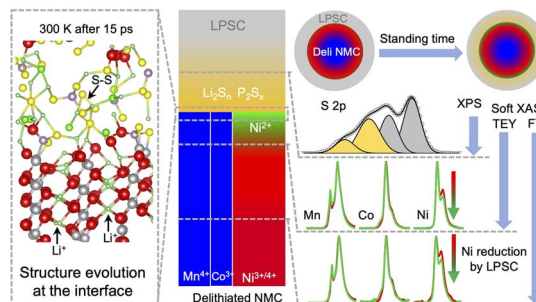 300 K after 15 ps
S-S
Li⁺
Li⁺
Structure evolution
at the interface
LPSC
Li₂Sₙ P₂Sₓ
Ni²⁺
Mn⁴⁺
Co³⁺
Ni³⁺/⁴⁺
Delithiated NMC
LPSC
Deli NMC
Standing time
S 2p
XPS
Soft XAS
TEY F
Mn
Co
Ni
Ni reduction
by LPSC